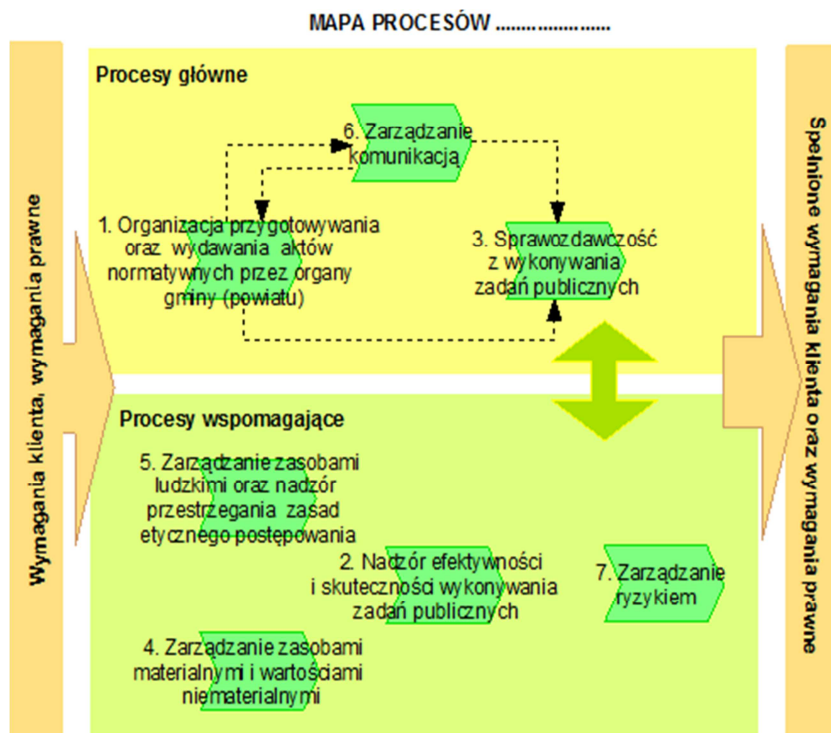 MAPA PROCESÓW ......................
Wymagania klienta, wymagania prawne
Procesy główne
6. Zarządzanie
komunikacją
1. Organizacja przygotowywania
oraz wydawania aktów
normatywnych przez organy
gminy (powiatu)
3. Sprawozdawczość
z wykonywania
zadań publicznych
Procesy wspomagające
5. Zarządzanie zasobami
ludzkimi oraz nadzór
przestrzegania zasad
etycznego postępowania
2. Nadzór efektywności
i skuteczności wykonywania
zadań publicznych
7. Zarządzanie
ryzykiem
4. Zarządzanie zasobami
materialnymi i wartościami
niematerialnymi
Spełnione wymagania klienta oraz wymagania prawne